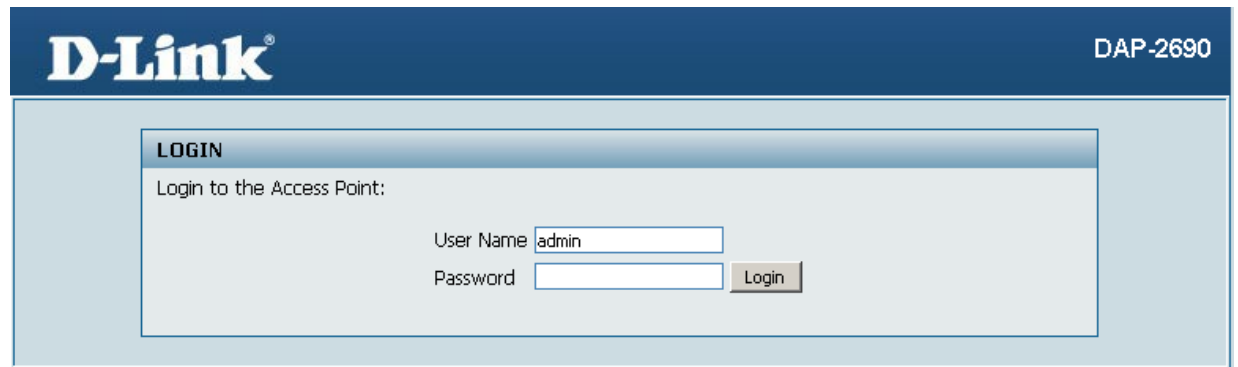 D-Link®
DAP-2690
LOGIN
Login to the Access Point:
User Name admin
Password Login